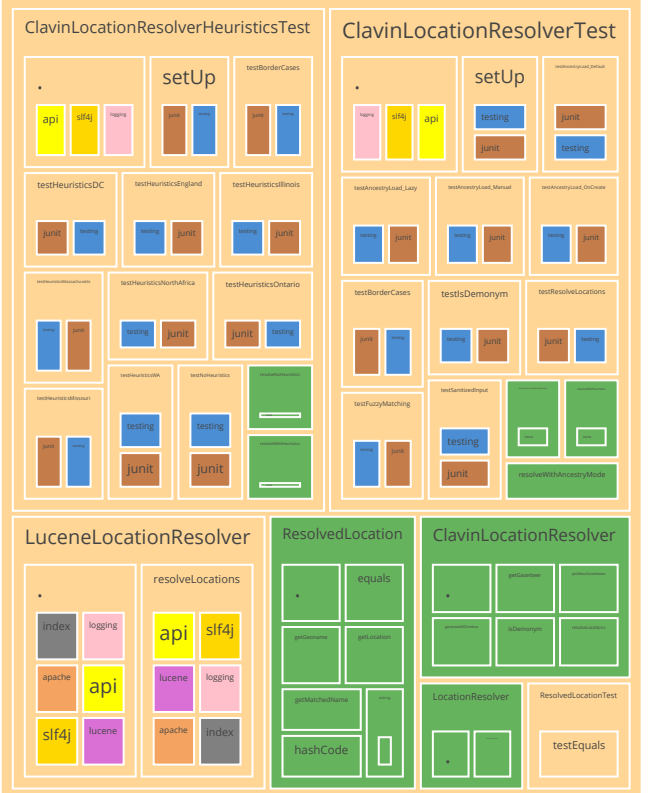 ClavinLocationResolverHeuristicsTest
.
api
slf4j
logging
setUp
junit
testing
testBorderCases
junit
testing
testHeuristicsDC
junit
testing
testHeuristicsEngland
testing
junit
testHeuristicsIllinois
testing
junit
testHeuristicsMassachusetts
testing
junit
testHeuristicsNorthAfrica
testing
junit
testHeuristicsOntario
junit
testing
testHeuristicsMissouri
junit
testing
testHeuristicsWA
testing
junit
testNoHeuristics
testing
junit
ClavinLocationResolverTest
.
logging
slf4j
api
setUp
testing
junit
testAncestryLoad_Default
junit
testing
testAncestryLoad_Lazy
testing
junit
testAncestryLoad_Manual
testing
junit
testAncestryLoad_OnCreate
testing
junit
testBorderCases
junit
testing
testIsDemonym
testing
junit
testResolveLocations
junit
testing
testFuzzyMatching
testing
junit
testSanitizedInput
testing
junit
resolveWithAncestryMode
LuceneLocationResolver
.
index
logging
apache
api
slf4j
lucene
resolveLocations
api
slf4j
lucene
logging
apache
index
ResolvedLocation
.
equals
getGeoname
getLocation
getMatchedName
hashCode
ClavinLocationResolver
.
getGazetteer
isDemonym
LocationResolver
.
ResolvedLocationTest
testEquals